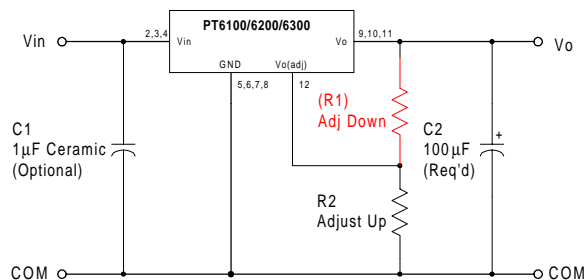 PT6100/6200/6300
Vin
2,3,4
Vin
Vo
9,10,11
Vo
GND
Vo(adj)
5,6,7,8
12
(R1)
Adj Down
C1
1μF Ceramic
(Optional)
C2
+
100μF
(Req'd)
R2
Adjust Up
COM
COM